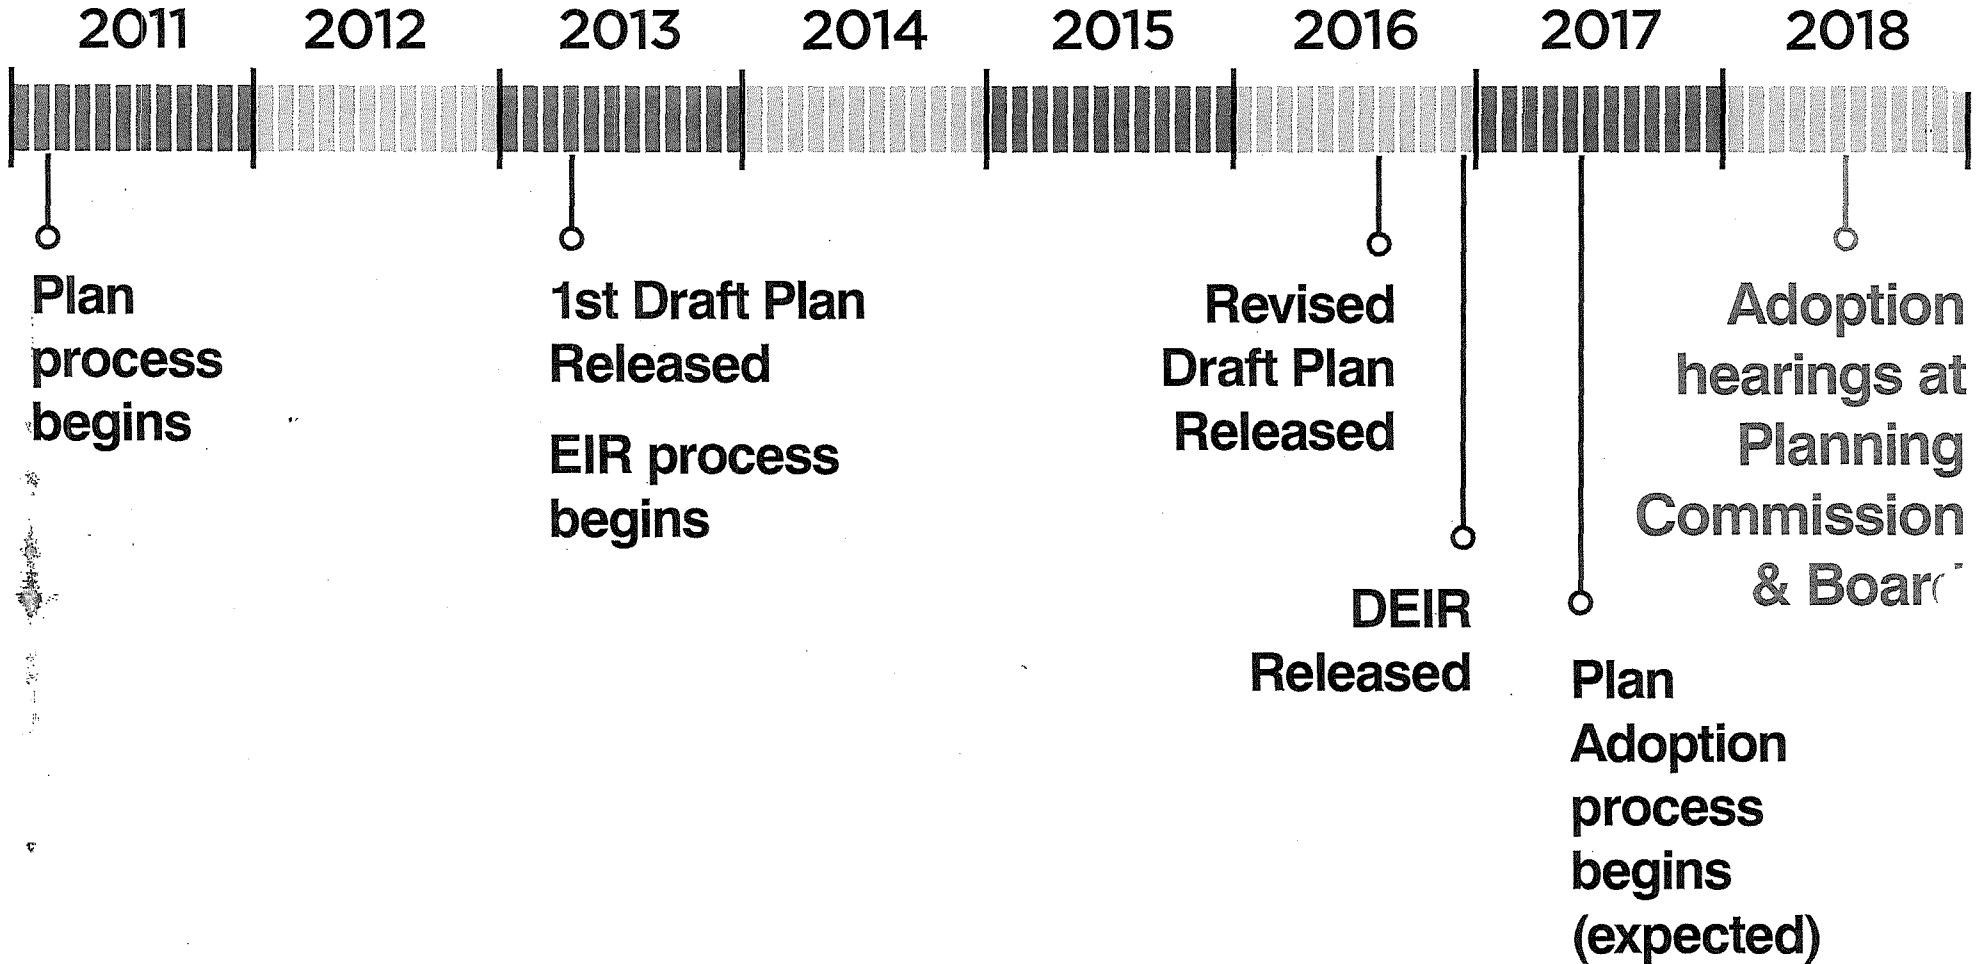 2011 2012 2013 2014 2015 2016 2017 2018
Plan
process
begins
1st Draft Plan
Released
EIR process
begins
Revised
Draft Plan
Released
DEIR
Released
Plan
Adoption
process
begins
(expected)
Adoption
hearings at
Planning
Commission
&